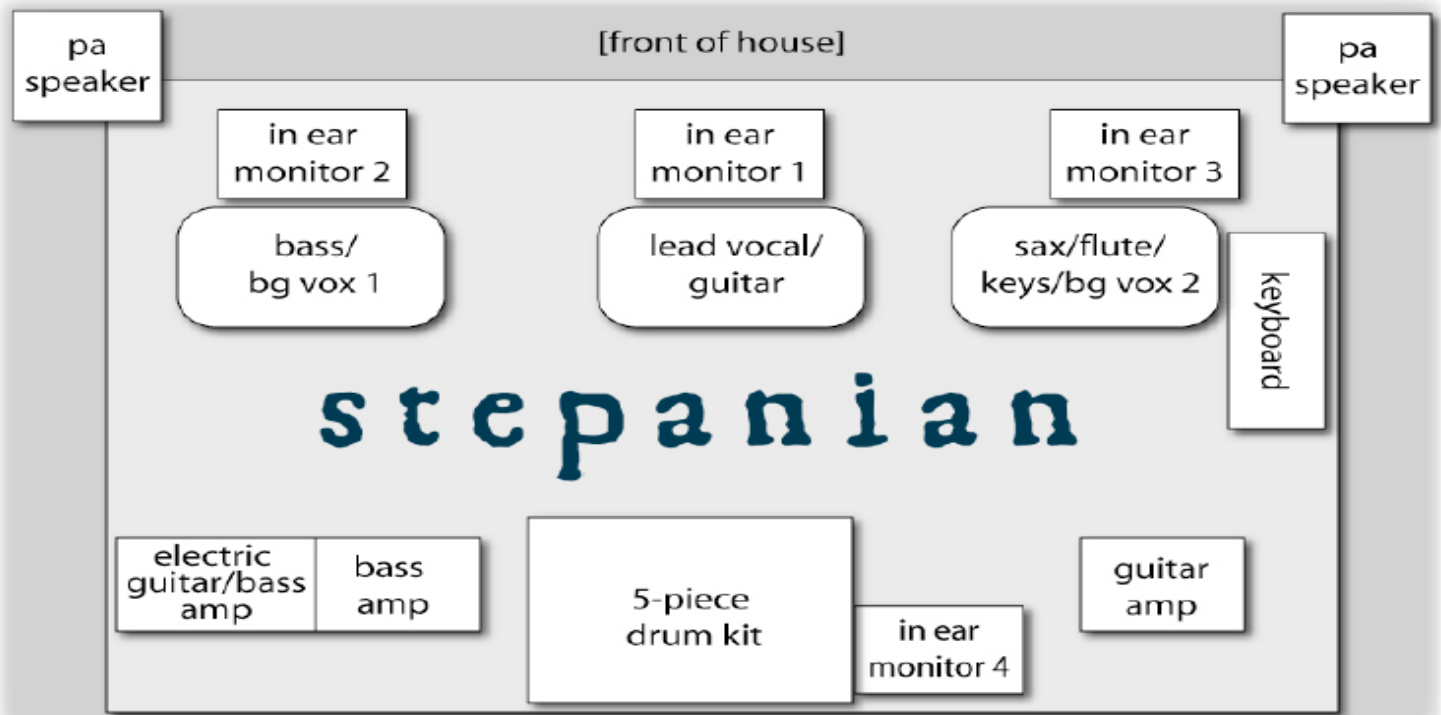 [front of house]
pa
speaker
pa
speaker
in ear
monitor 2
in ear
monitor 1
in ear
monitor 3
bass/
bg vox 1
lead vocal/
guitar
sax/flute/
keys/bg vox 2
keyboard
stepanian
electric
guitar/bass
amp
bass
amp
5-piece
drum kit
in ear
monitor 4
guitar
amp